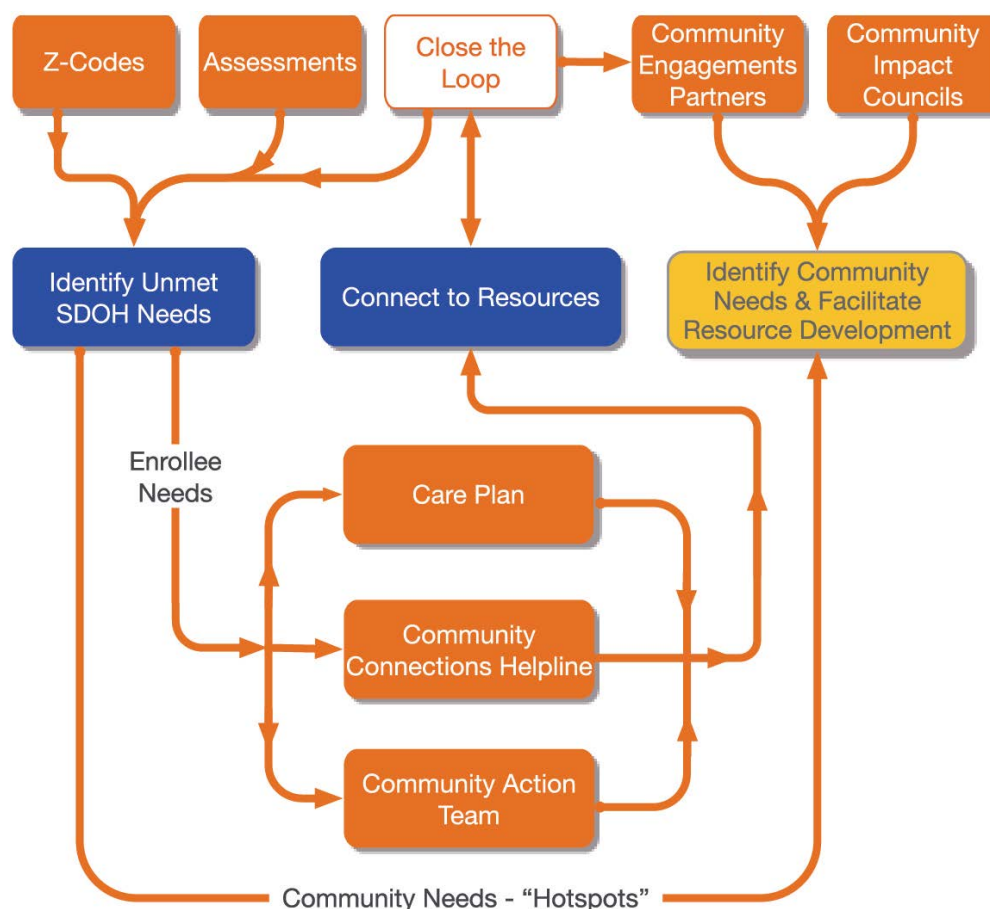 Z-Codes
Assessments
Close the
Loop
Community
Engagements
Partners
Community
Impact
Councils
Identify Unmet
SDOH Needs
Connect to Resources
Identify Community
Needs & Facilitate
Resource Development
Enrollee
Needs
Care Plan
Community
Connections Helpline
Community Action
Team
Community Needs - “Hotspots”